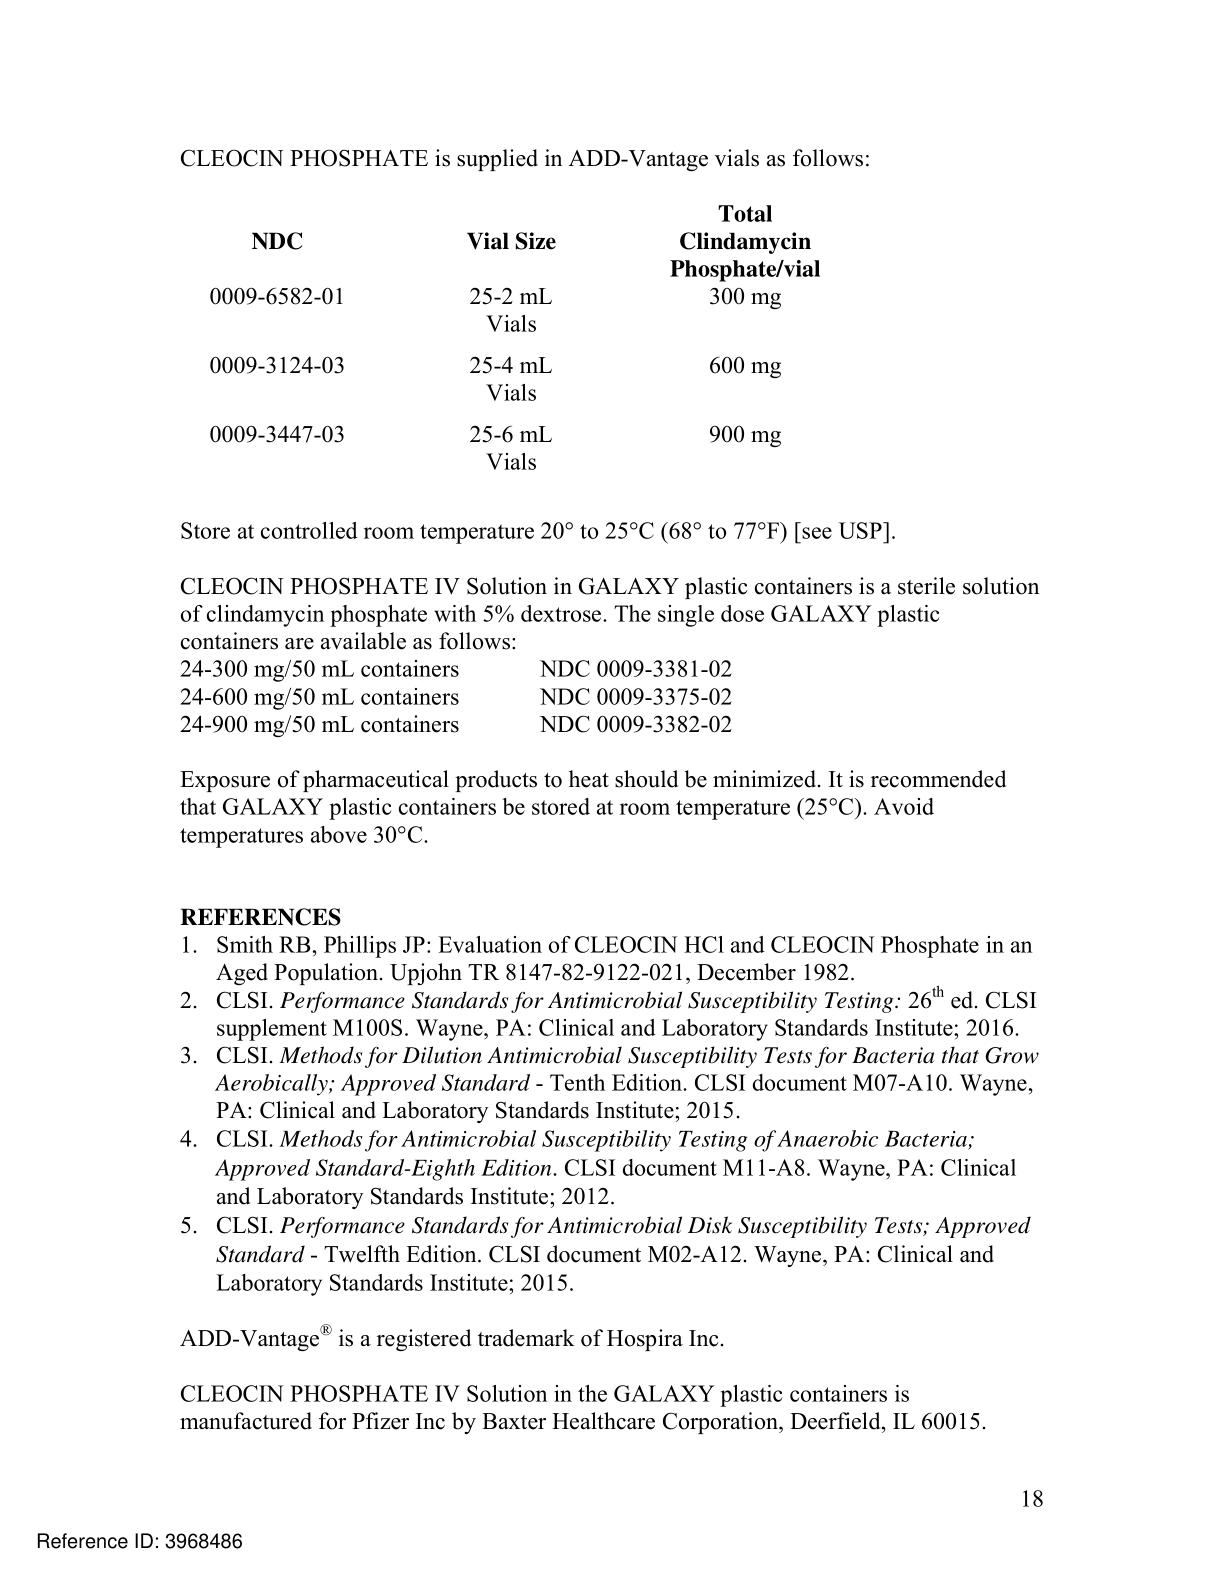 CLEOCIN PHOSPHATE is supplied in ADD-Vantage vials as follows:
Total
NDC Vial Size Clindamycin
Phosphate/vial
0009-6582-01 25-2 mL 300 mg
Vials
0009-3124-03 25-4 mL 600 mg
Vials
0009-3447-03 25-6 mL 900 mg
Vials
Store at controlled room temperature 20° to 25°C (68° to 77°F) [see USP].
CLEOCIN PHOSPHATE IV Solution in GALAXY plastic containers is a sterile solution
of clindamycin phosphate with 5% dextrose. The single dose GALAXY plastic
containers are available as follows:
24-300 mg/50 mL containers NDC 0009-3381-02
24-600 mg/50 mL containers NDC 0009-3375-02
24-900 mg/50 mL containers NDC 0009-3382-02
Exposure of pharmaceutical products to heat should be minimized. It is recommended
that GALAXY plastic containers be stored at room temperature (25°C). Avoid
temperatures above 30°C.
REFERENCES
1. Smith RB, Phillips JP: Evaluation of CLEOCIN HCl and CLEOCIN Phosphate in an
Aged Population. Upjohn TR 8147-82-9122-021, December 1982.
2. CLSI. Performance Standards for Antimicrobial Susceptibility Testing: 26th ed. CLSI
supplement M100S. Wayne, PA: Clinical and Laboratory Standards Institute; 2016.
3. CLSI. Methods for Dilution Antimicrobial Susceptibility Tests for Bacteria that Grow
Aerobically; Approved Standard - Tenth Edition. CLSI document M07-A10. Wayne,
PA: Clinical and Laboratory Standards Institute; 2015.
4. CLSI. Methods for Antimicrobial Susceptibility Testing of Anaerobic Bacteria;
Approved Standard-Eighth Edition. CLSI document M11-A8. Wayne, PA: Clinical
and Laboratory Standards Institute; 2012.
5. CLSI. Performance Standards for Antimicrobial Disk Susceptibility Tests; Approved
Standard - Twelfth Edition. CLSI document M02-A12. Wayne, PA: Clinical and
Laboratory Standards Institute; 2015.
ADD-Vantage® is a registered trademark of Hospira Inc.
CLEOCIN PHOSPHATE IV Solution in the GALAXY plastic containers is
manufactured for Pfizer Inc by Baxter Healthcare Corporation, Deerfield, IL 60015.
18
Reference ID: 3968486